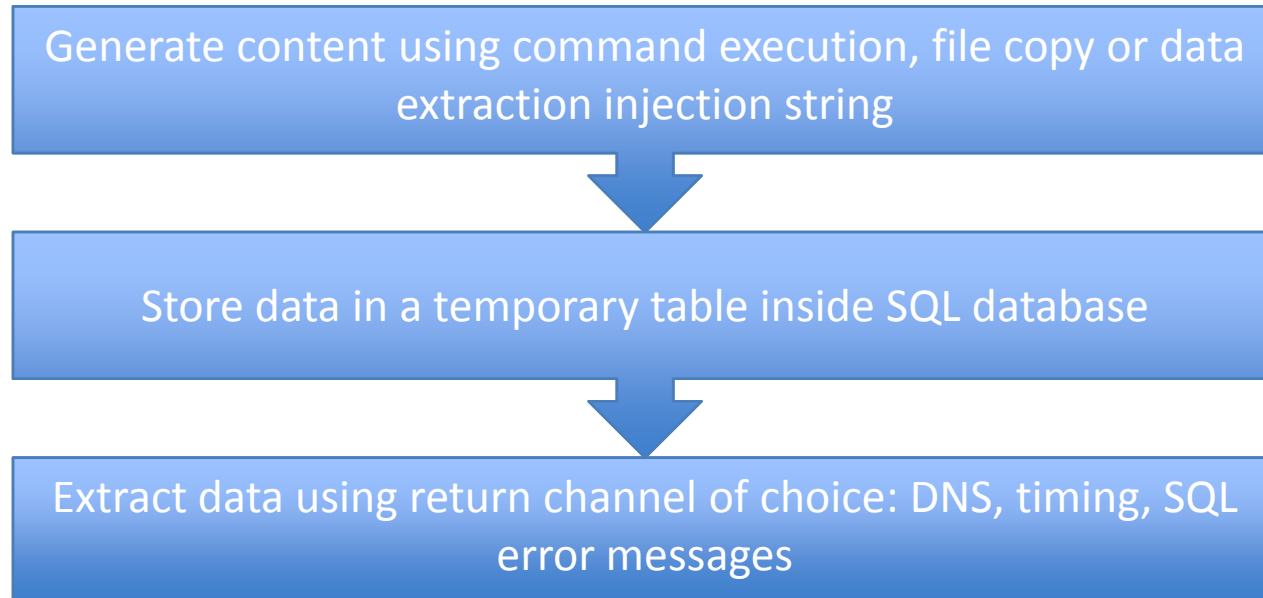 Generate content using command execution, file copy or data
extraction injection string
Store data in a temporary table inside SQL database
Extract data using return channel of choice: DNS, timing, SQL
error messages